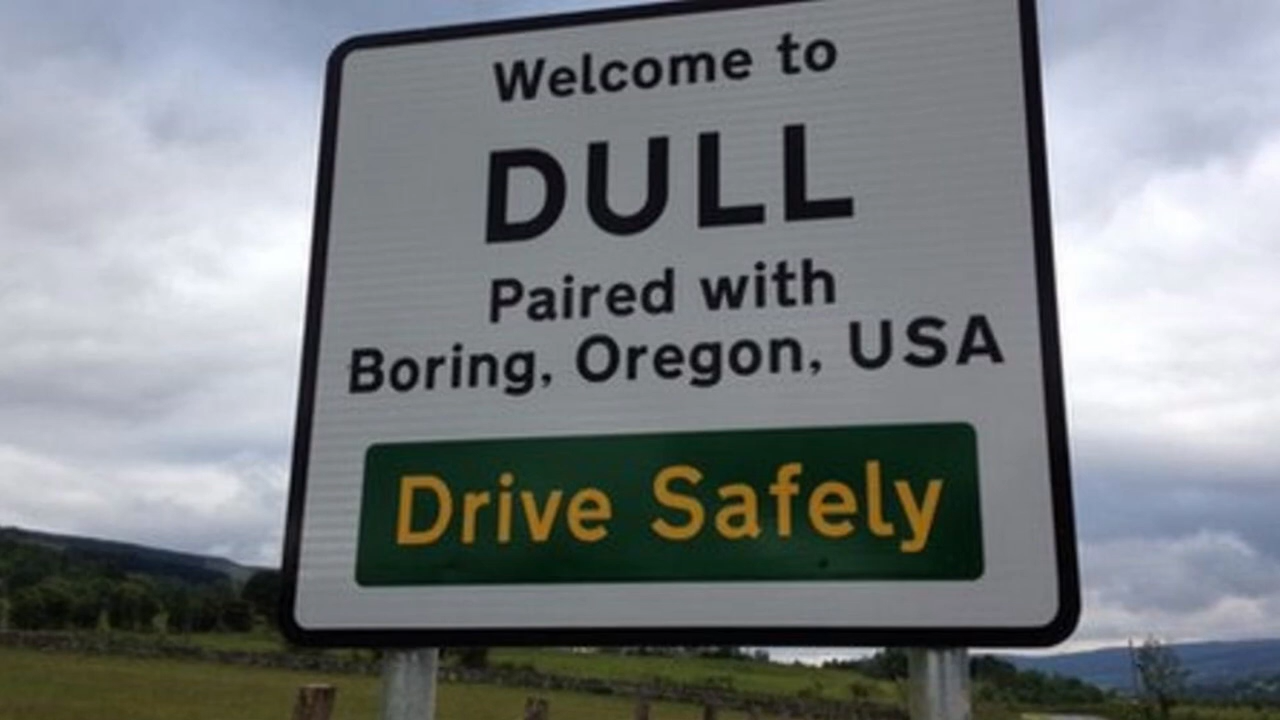 Welcome to
DULL
Paired with
Boring, Oregon, USA
Drive Safely